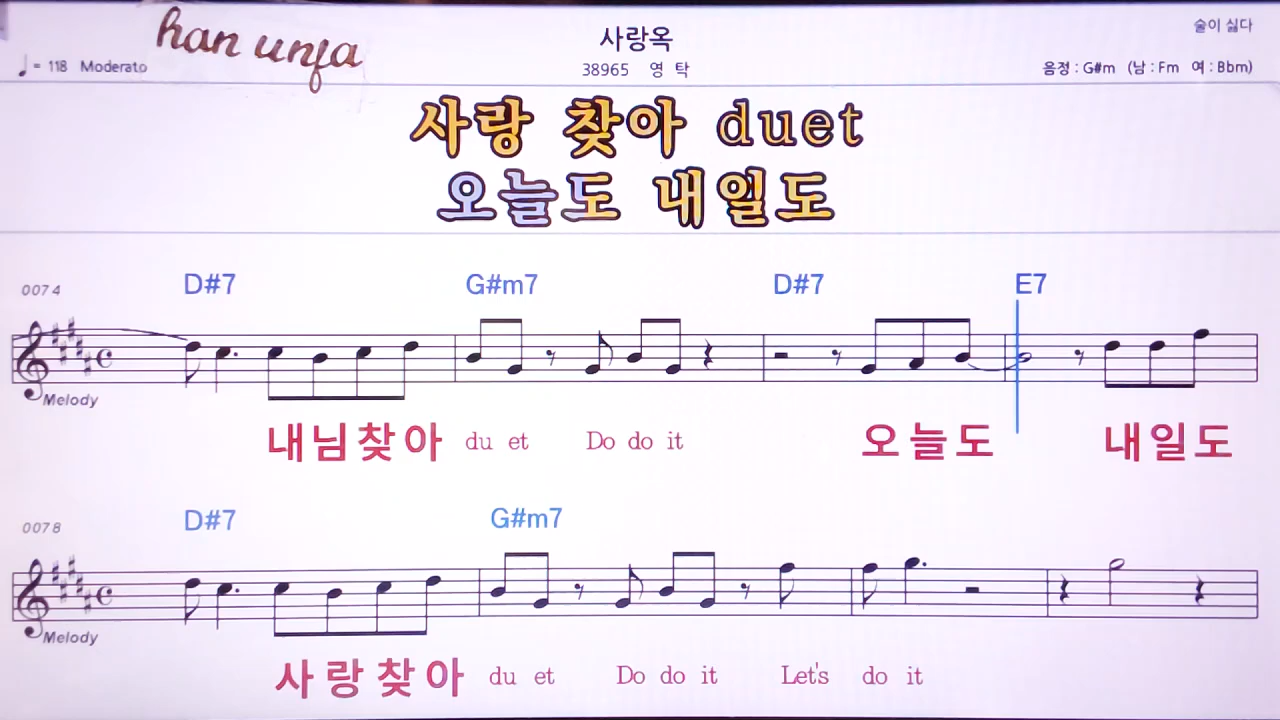 han unja
사랑옥
술이 싫다
♩= 118 Moderato
38965 영 탁
음정 : G#m (남 : Fm 여 : Bbm)
사랑 찾아 duet
오늘도 내일도
0074 D#7 G#m7 D#7 E7
Melody
내님찾아 du et Do do it 오늘도 내일도
0078 D#7 G#m7
Melody
사랑찾아 du et Do do it Let's do it